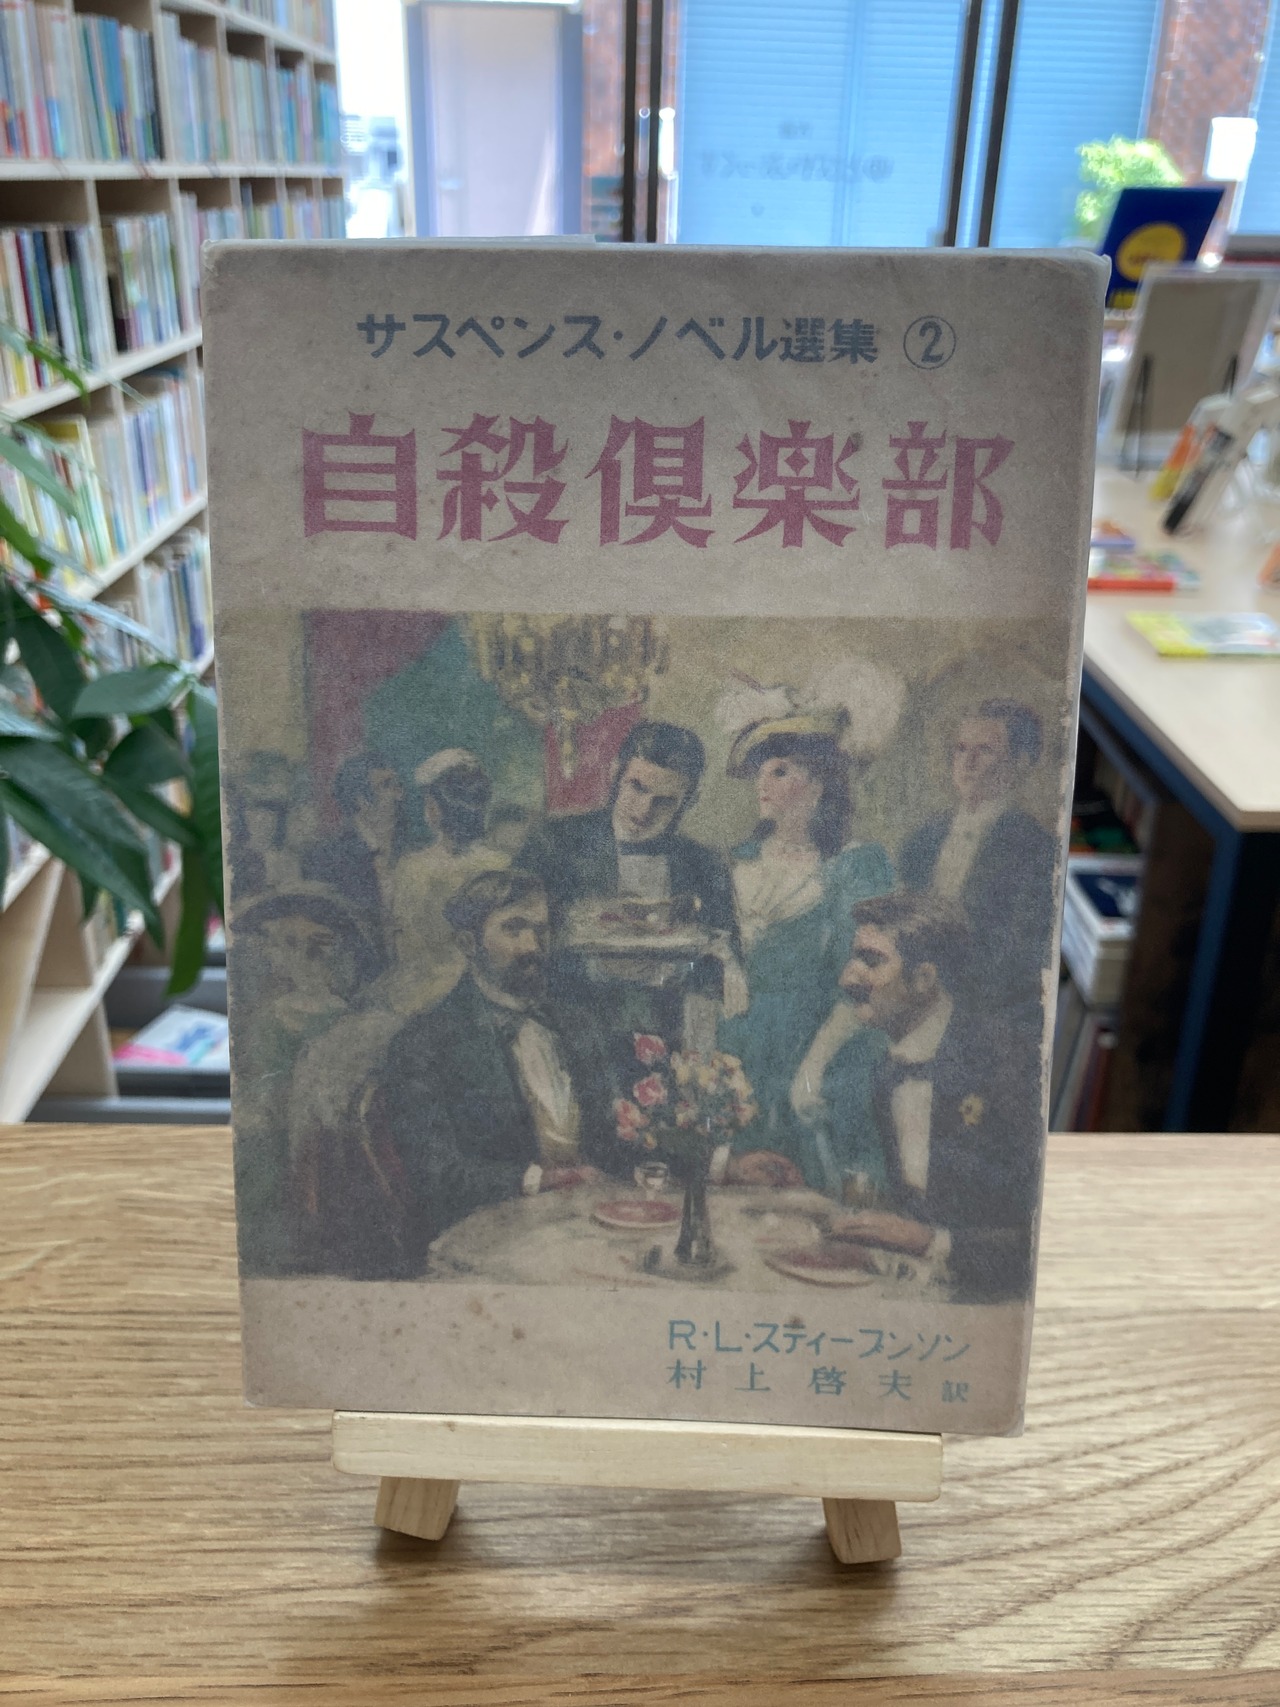 サスペンス・ノベル選集 ②
自殺倶楽部
R・L・スティーブンソン
村上啓夫 訳